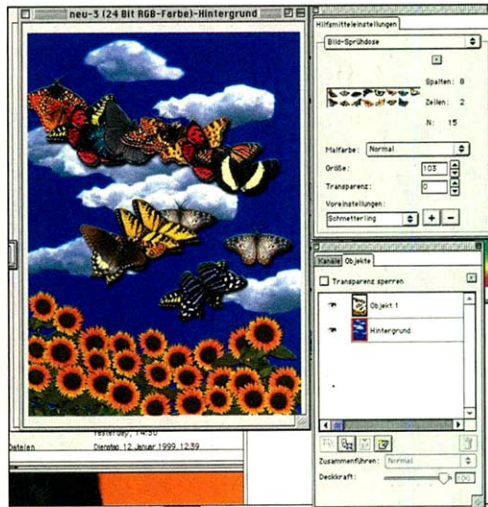 neu-3 (24 Bit RGB-Farbe)-Hintergrund
Hilfsmitteleinstellungen
Bild-Sprühdose
Spalten: 8
Zeilen: 2
N: 15
Malfarbe: Normal
Größe: 103
Transparenz: 0
Voreinstellungen:
Schmetterling
Kanäle Objekte
Transparenz sperren
Objekt 1
Hintergrund
Zusammenführen: Normal
Deckkraft: 100
Yesterday, 14:30
Dateien Dienstag, 12. Januar 1999, 12:39